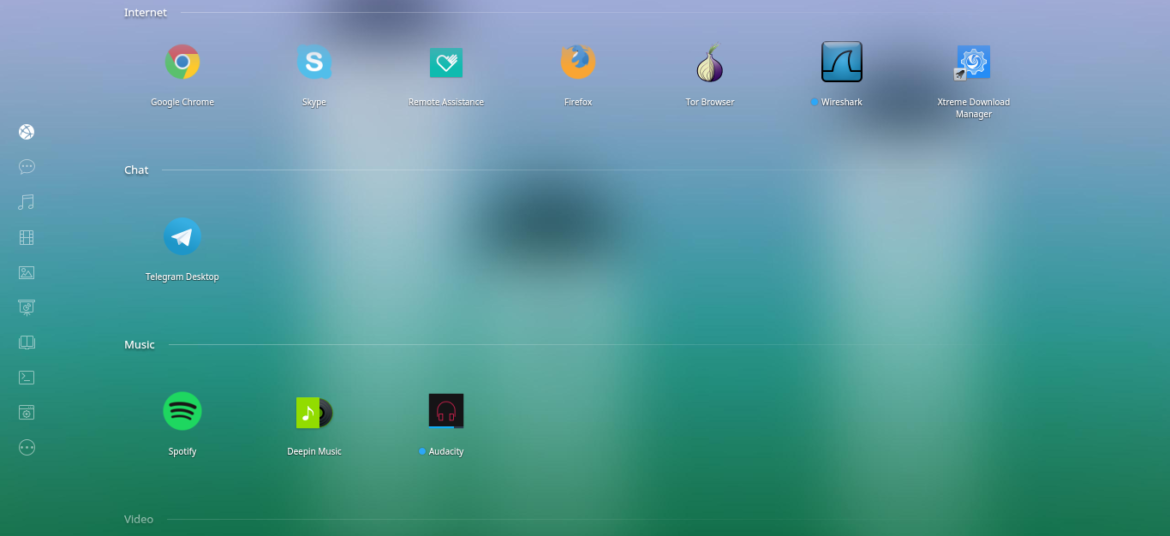 Internet
Google Chrome
Skype
Remote Assistance
Firefox
Tor Browser
Wireshark
Xtreme Download
Manager
Chat
Telegram Desktop
Music
Spotify
Deepin Music
Audacity
Video